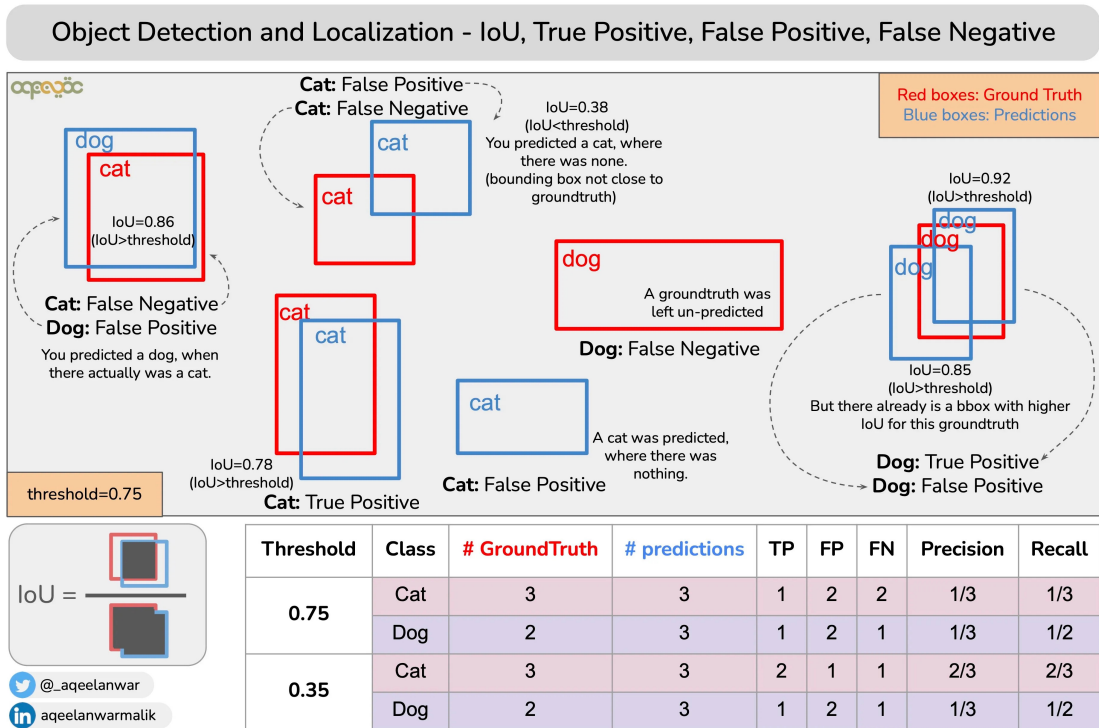 Object Detection and Localization - IoU, True Positive, False Positive, False Negative
Cat: False Positive
Cat: False Negative
IoU=0.38
(IoU<threshold)
You predicted a cat, where
there was none.
(bounding box not close to
groundtruth)
Red boxes: Ground Truth
Blue boxes: Predictions
dog
cat
IoU=0.86
(IoU>threshold)
Cat: False Negative
Dog: False Positive
You predicted a dog, when
there actually was a cat.
cat
cat
IoU=0.92
(IoU>threshold)
dog
dog
dog
IoU=0.85
(IoU>threshold)
But there already is a bbox with higher
IoU for this groundtruth
Dog: True Positive
Dog: False Positive
dog
A groundtruth was
left un-predicted
Dog: False Negative
cat
cat
IoU=0.78
(IoU>threshold)
Cat: True Positive
cat
A cat was predicted,
where there was
nothing.
Cat: False Positive
threshold=0.75
IoU =
Threshold Class # GroundTruth # predictions TP FP FN Precision Recall
0.75 Cat 3 3 1 2 2 1/3 1/3
Dog 2 3 1 2 1 1/3 1/2
0.35 Cat 3 3 2 1 1 2/3 2/3
Dog 2 3 1 2 1 1/3 1/2
@_aqeelanwar
in aqeelanwarmalik